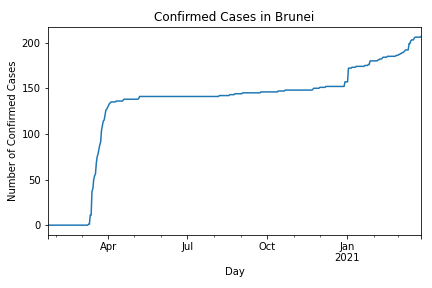 Confirmed Cases in Brunei
Number of Confirmed Cases
200
150
100
50
0
Apr Jul Oct Jan
2021
Day